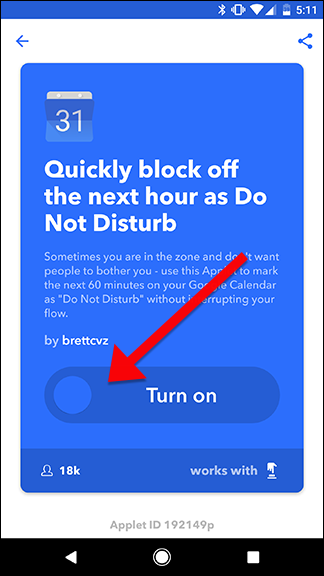 5:11
31
Quickly block off
the next hour as Do
Not Disturb
Sometimes you are in the zone and don't want
people to bother you - use this Applet to mark
the next 60 minutes on your Google Calendar
as "Do Not Disturb" without interrupting your
flow.
by brettcvz
Turn on
18k works with
Applet ID 192149p